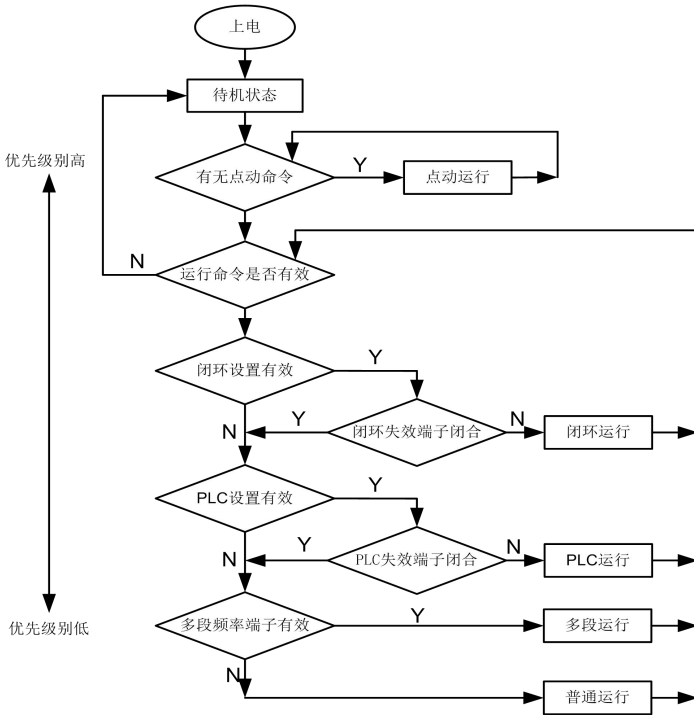 上电
待机状态
优先级别高
有无点动命令
Y
点动运行
N
运行命令是否有效
闭环设置有效
Y
N
Y
闭环失效端子闭合
N
闭环运行
PLC设置有效
Y
N
Y
PLC失效端子闭合
N
PLC运行
优先级别低
多段频率端子有效
Y
多段运行
N
普通运行